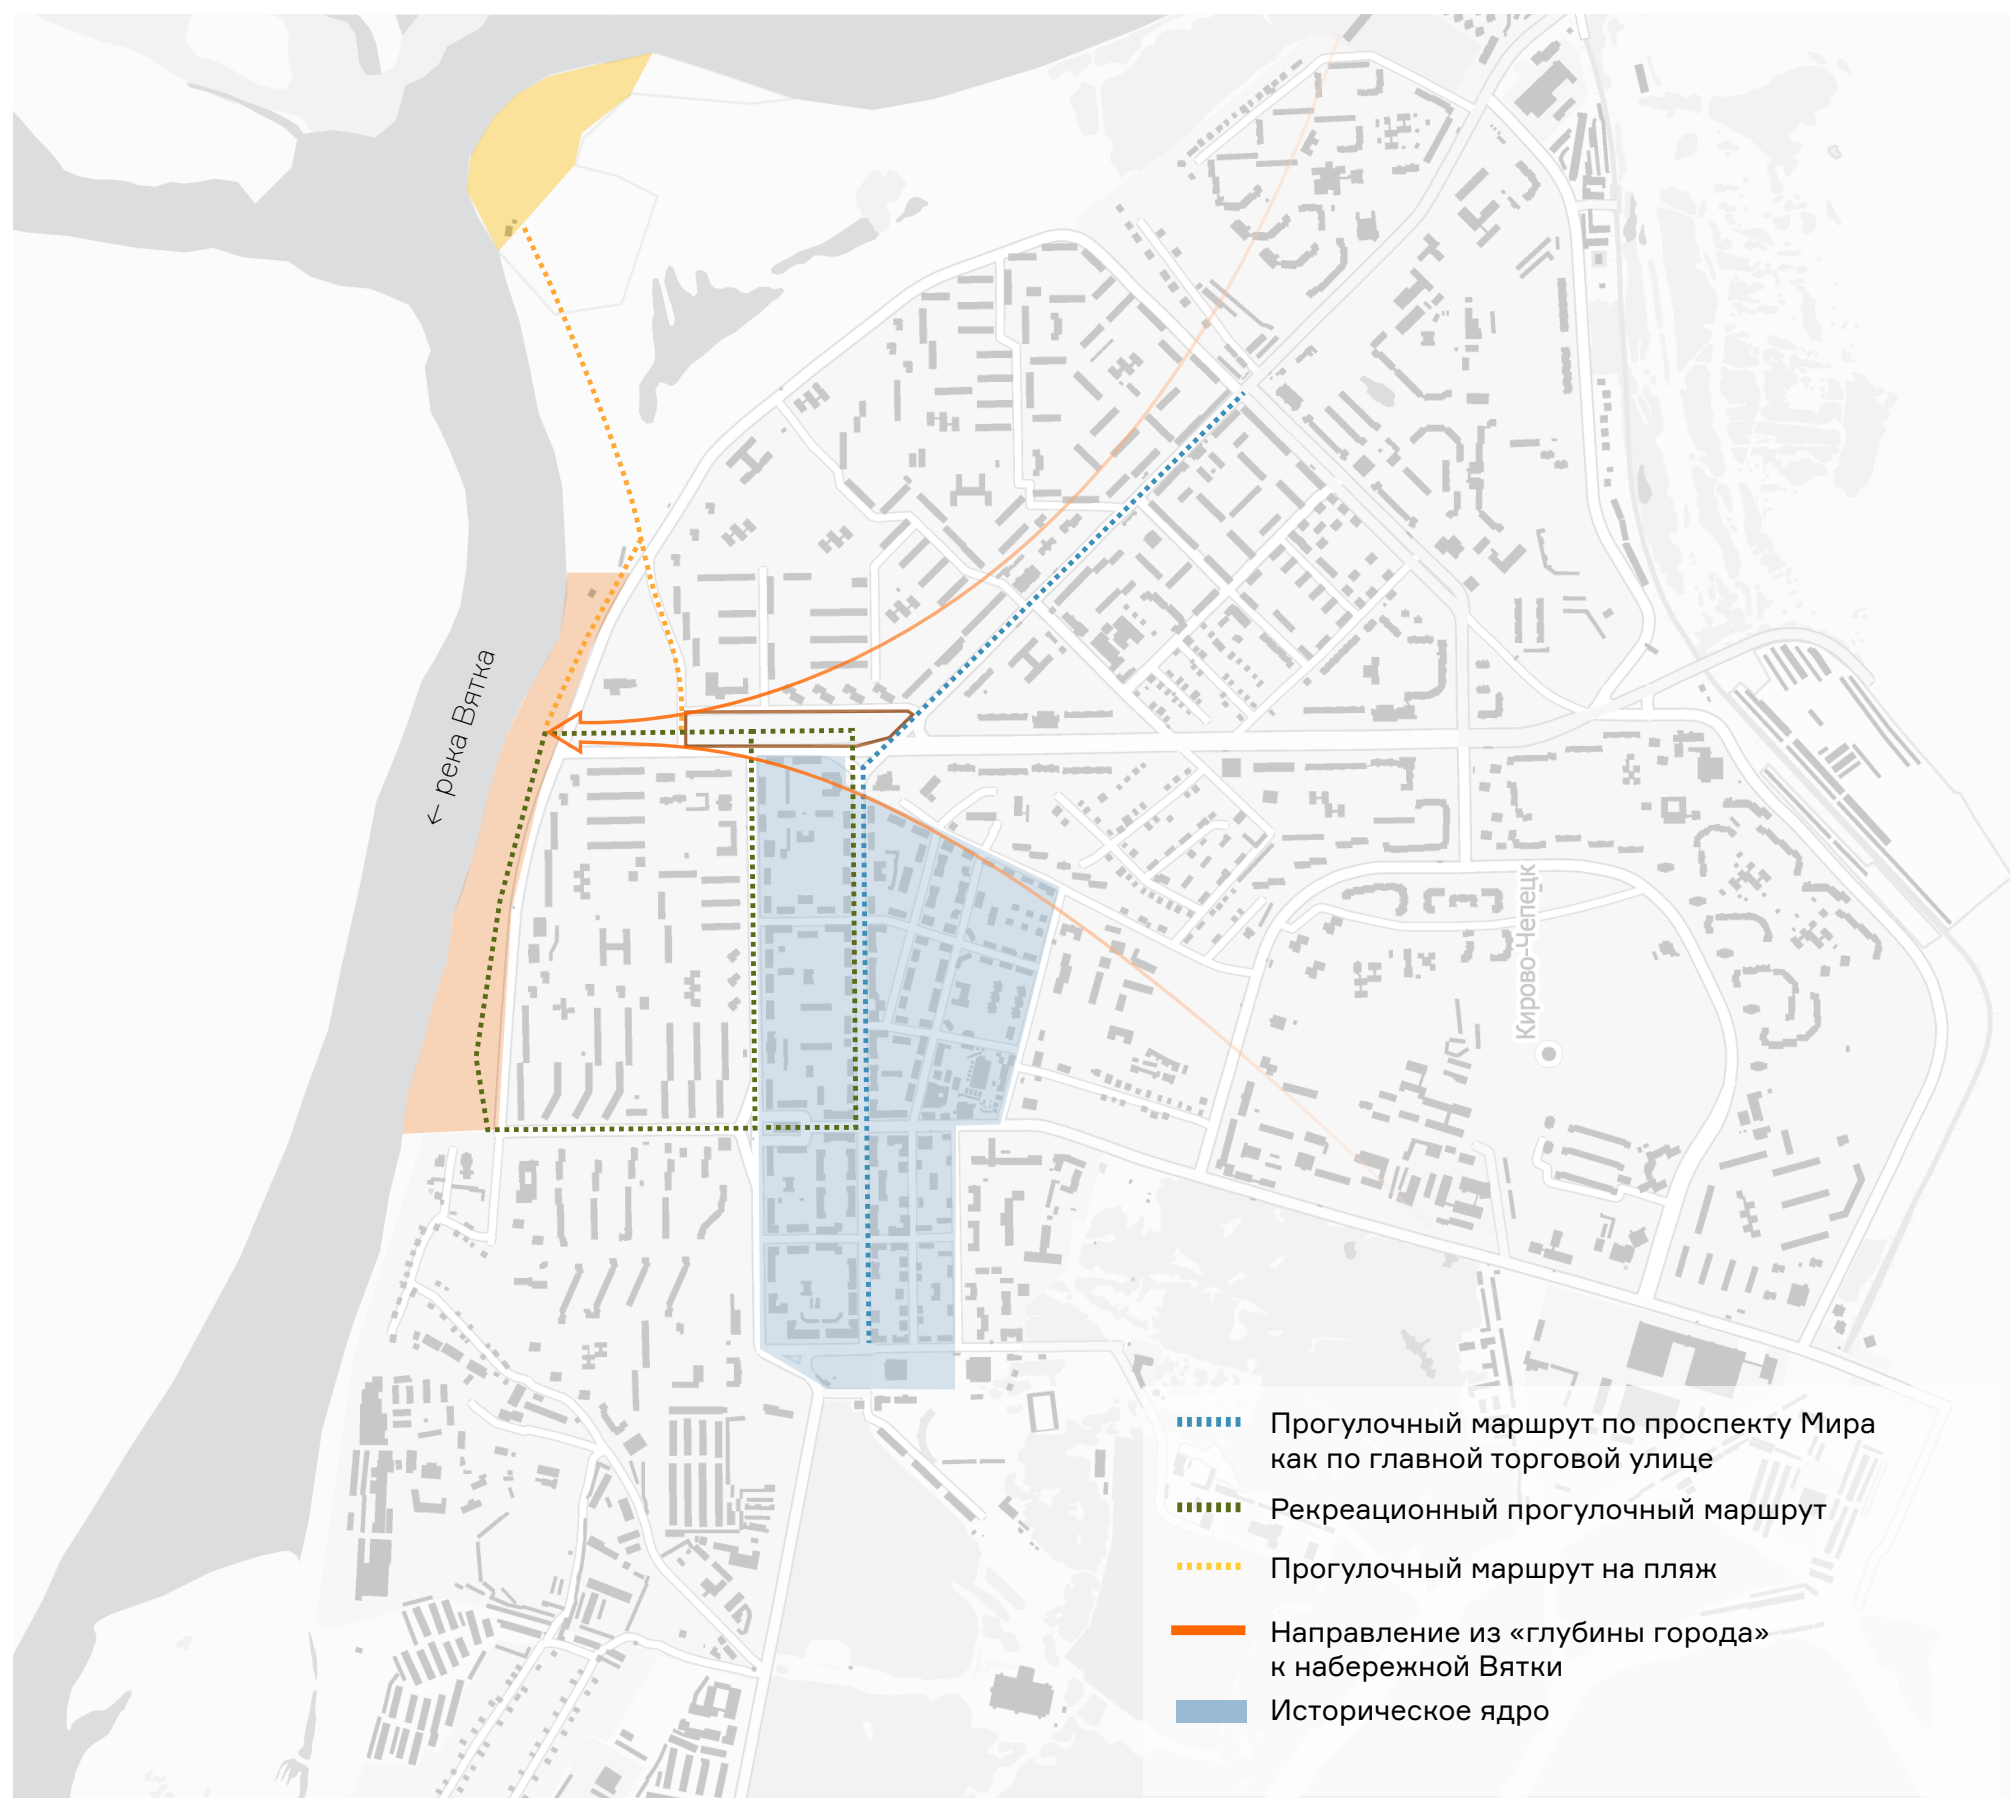 ← река Вятка
Кирово-Чепецк
Прогулочный маршрут по проспекту Мира
как по главной торговой улице
Рекреационный прогулочный маршрут
Прогулочный маршрут на пляж
Направление из «глубины города»
к набережной Вятки
Историческое ядро